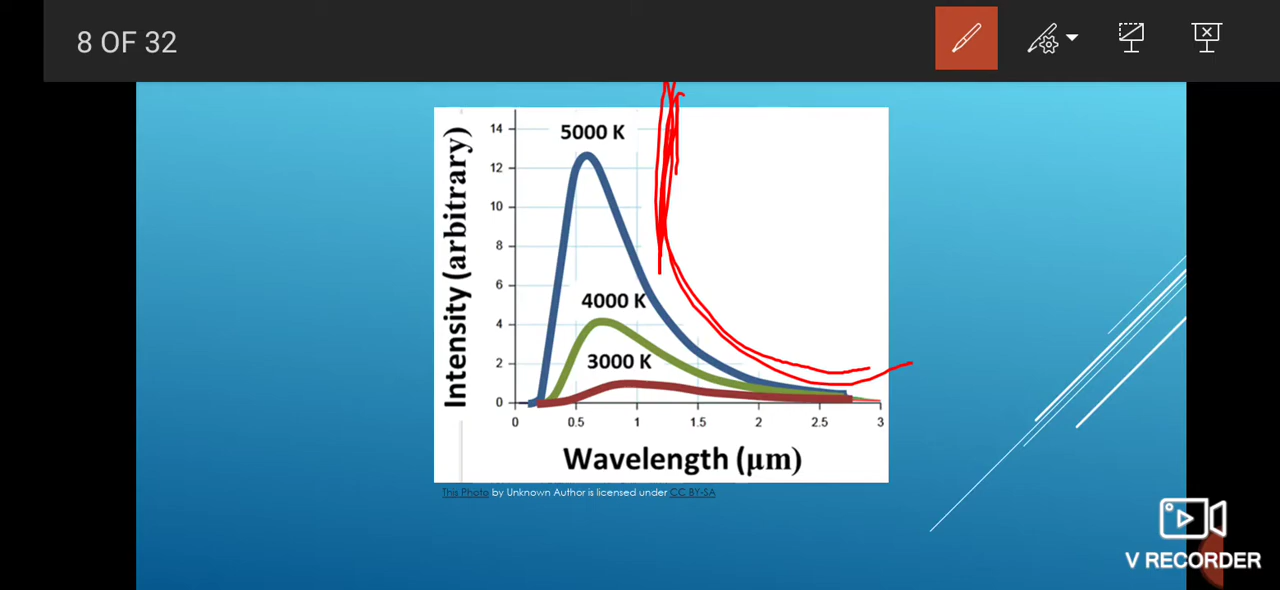 8 OF 32
Intensity (arbitrary)
14
12
10
8
6
4
2
0
5000 K
4000 K
3000 K
0 0.5 1 1.5 2 2.5 3
Wavelength (μm)
This Photo by Unknown Author is licensed under CC BY-SA
V RECORDER